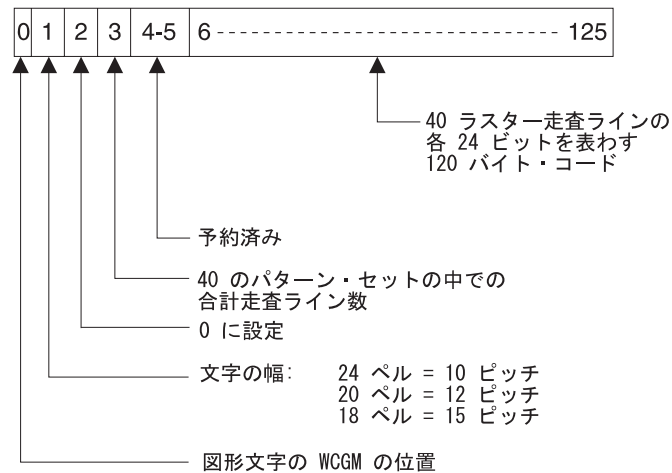 0 1 2 3 4-5 6 ------------------------------ 125
40 ラスター走査ラインの
各 24 ビットを表わす
120 バイト・コード
予約済み
40 のパターン・セットの中での
合計走査ライン数
0 に設定
文字の幅: 24 ペル = 10 ピッチ
20 ペル = 12 ピッチ
18 ペル = 15 ピッチ
図形文字の WCGM の位置